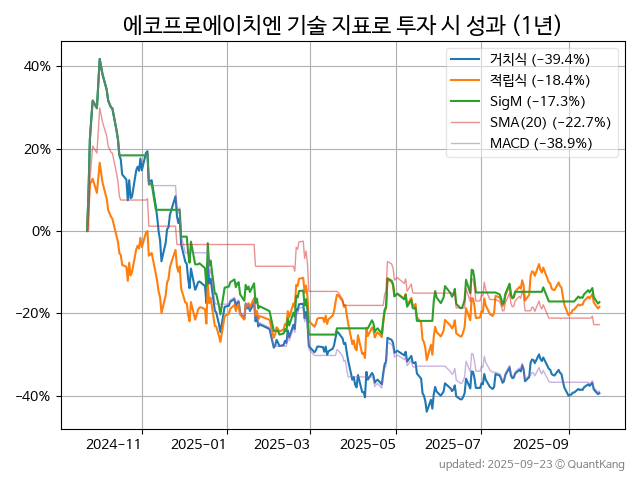 에코프로에이치엔 기술 지표로 투자 시 성과 (1년)
거치식 (−39.4%)
적립식 (−18.4%)
SigM (−17.3%)
SMA(20) (−22.7%)
MACD (−38.9%)
40%
20%
0%
−20%
−40%
2024-11
2025-01
2025-03
2025-05
2025-07
2025-09
updated: 2025-09-23 © QuantKang